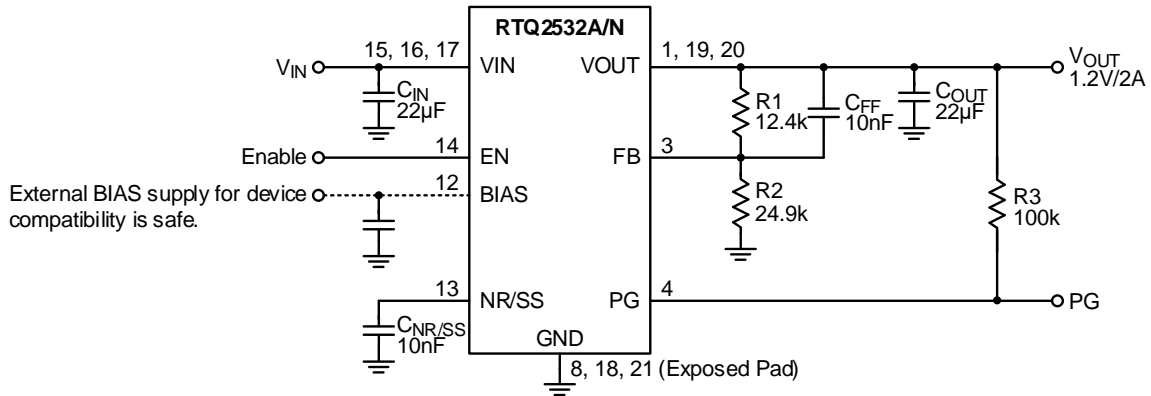 RTQ2532A/N
15, 16, 17
1, 19, 20
VIN
VIN
VOUT
VOUT
1.2V/2A
CIN
22µF
R1
12.4k
CFF
10nF
COUT
22µF
Enable
14
EN
FB
3
External BIAS supply for device
compatibility is safe.
12
BIAS
R2
24.9k
R3
100k
13
NR/SS
PG
4
PG
CNR/SS
10nF
GND
8, 18, 21 (Exposed Pad)